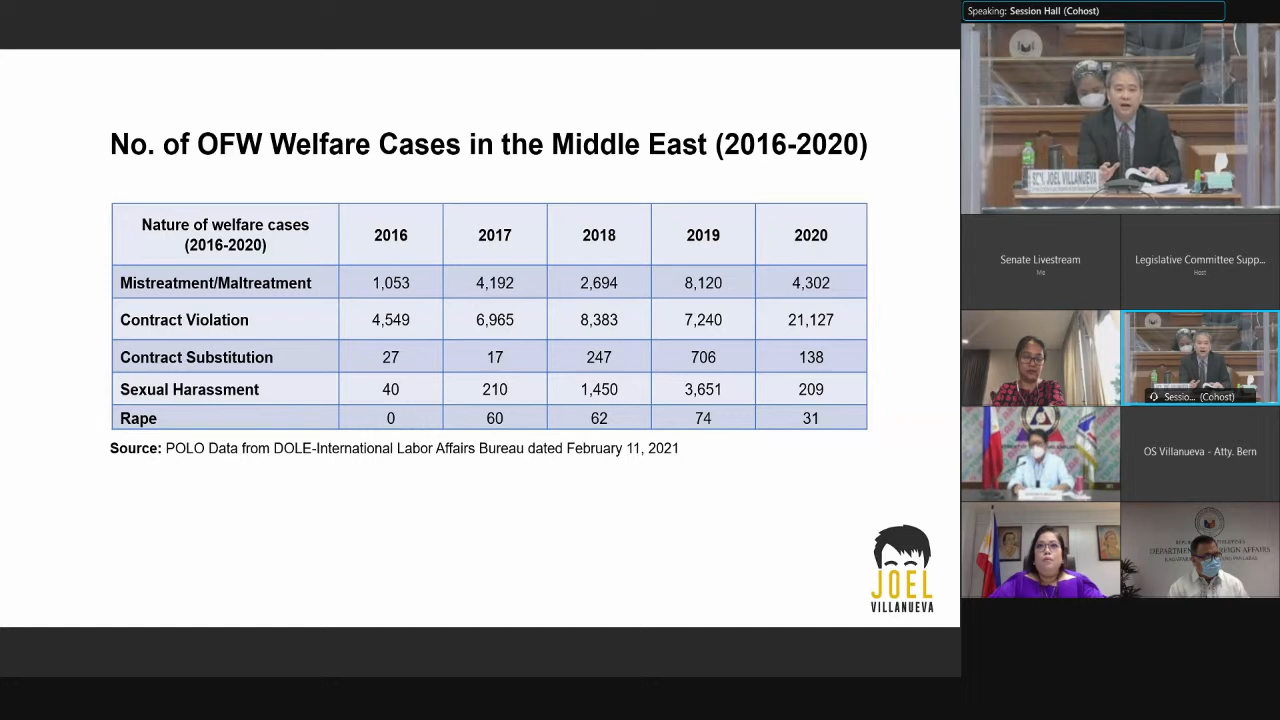 Speaking: Session Hall (Cohost)
No. of OFW Welfare Cases in the Middle East (2016-2020)
Nature of welfare cases
(2016-2020)
2016
2017
2018
2019
2020
Mistreatment/Maltreatment
1,053
4,192
2,694
8,120
4,302
Contract Violation
4,549
6,965
8,383
7,240
21,127
Contract Substitution
27
17
247
706
138
Sexual Harassment
40
210
1,450
3,651
209
Rape
0
60
62
74
31
Source: POLO Data from DOLE-International Labor Affairs Bureau dated February 11, 2021
JOEL
VILLANUEVA
SEN. JOEL VILLANUEVA
Senate Livestream
Me
Legislative Committee Supp...
Host
Sessio... (Cohost)
OS Villanueva - Atty. Bern